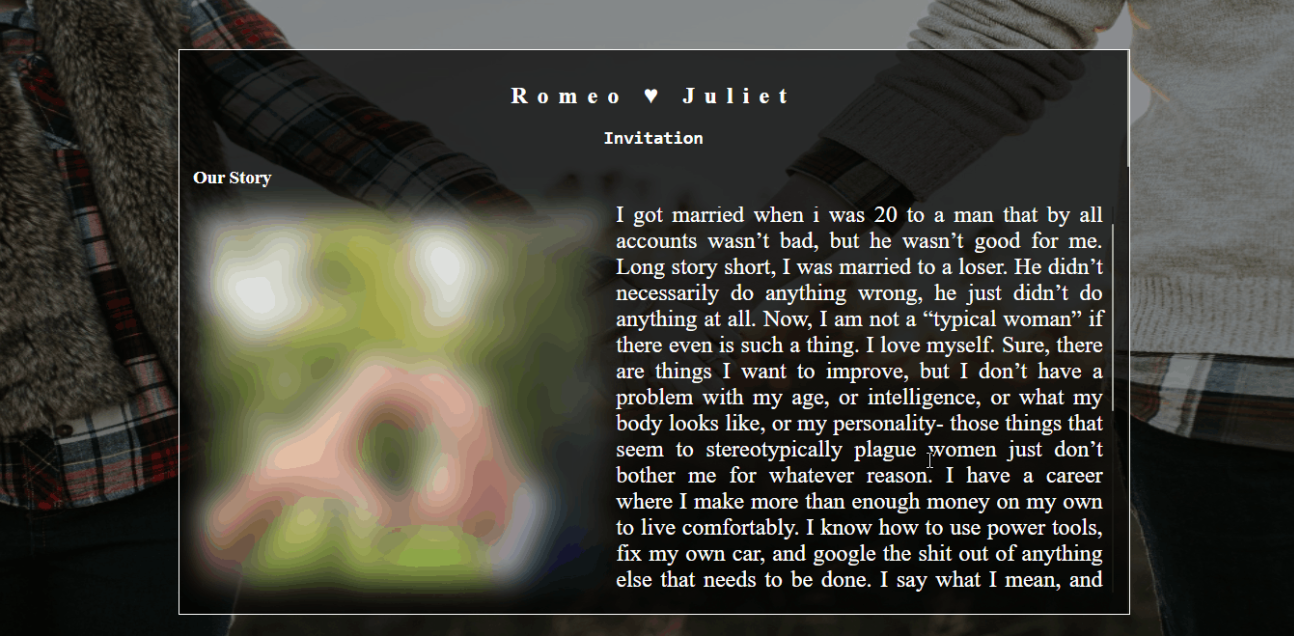 Romeo ♥ Juliet
Invitation
Our Story
I got married when i was 20 to a man that by all
accounts wasn’t bad, but he wasn’t good for me.
Long story short, I was married to a loser. He didn’t
necessarily do anything wrong, he just didn’t do
anything at all. Now, I am not a “typical woman” if
there even is such a thing. I love myself. Sure, there
are things I want to improve, but I don’t have a
problem with my age, or intelligence, or what my
body looks like, or my personality- those things that
seem to stereotypically plague women just don’t
bother me for whatever reason. I have a career
where I make more than enough money on my own
to live comfortably. I know how to use power tools,
fix my own car, and google the shit out of anything
else that needs to be done. I say what I mean, and